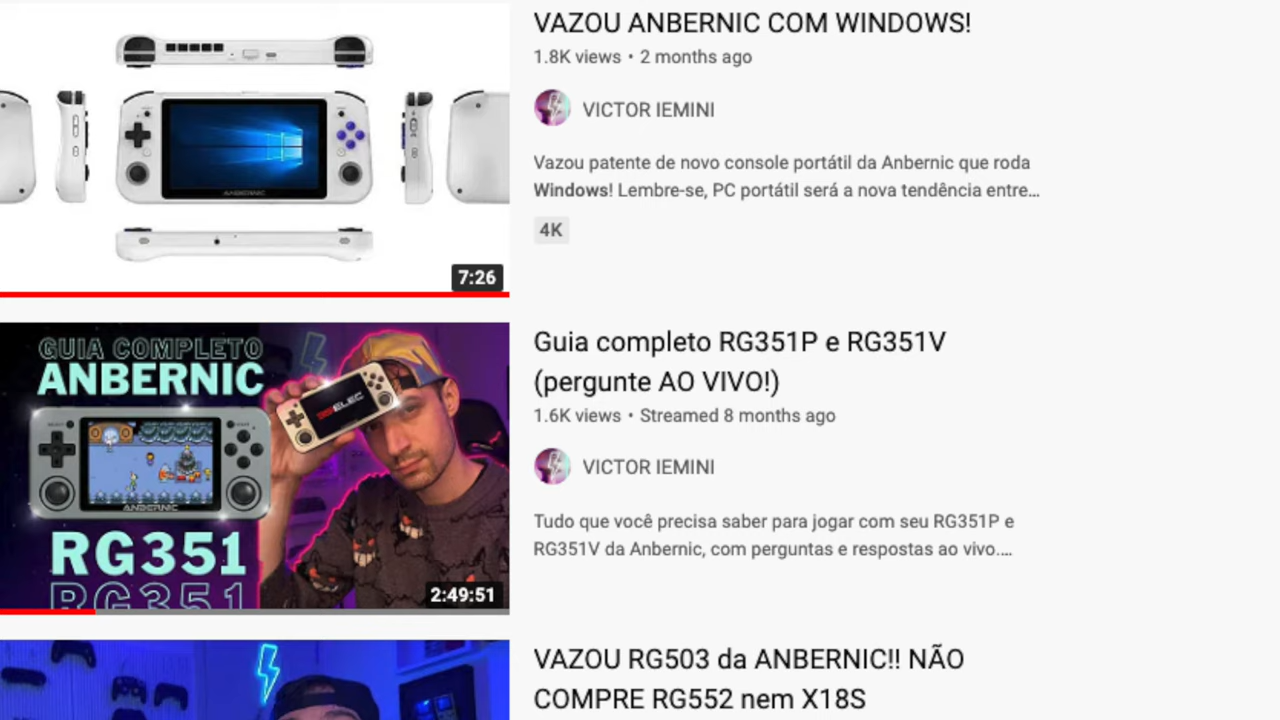 VAZOU ANBERNIC COM WINDOWS!
1.8K views • 2 months ago
VICTOR IEMINI
Vazou patente de novo console portátil da Anbernic que roda
Windows! Lembre-se, PC portátil será a nova tendência entre...
4K
ANBERNIC
7:26
GUIA COMPLETO
ANBERNIC
ANBERNIC
RG351
RG351
2:49:51
Guia completo RG351P e RG351V
(pergunte AO VIVO!)
1.6K views • Streamed 8 months ago
VICTOR IEMINI
Tudo que você precisa saber para jogar com seu RG351P e
RG351V da Anbernic, com perguntas e respostas ao vivo....
VAZOU RG503 da ANBERNIC!! NÃO
COMPRE RG552 nem X18S